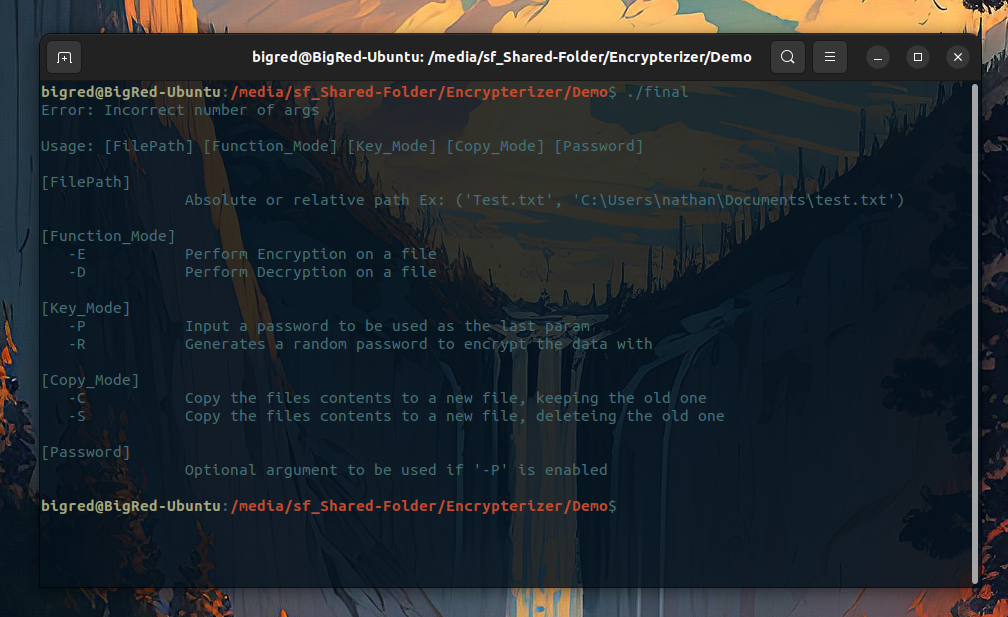 bigred@BigRed-Ubuntu: /media/sf_Shared-Folder/Encrypterizer/Demo
bigred@BigRed-Ubuntu:/media/sf_Shared-Folder/Encrypterizer/Demo$ ./final
Error: Incorrect number of args
Usage: [FilePath] [Function_Mode] [Key_Mode] [Copy_Mode] [Password]
[FilePath]
Absolute or relative path Ex: ('Test.txt', 'C:\Users\nathan\Documents\test.txt')
[Function_Mode]
-E Perform Encryption on a file
-D Perform Decryption on a file
[Key_Mode]
-P Input a password to be used as the last param
-R Generates a random password to encrypt the data with
[Copy_Mode]
-C Copy the files contents to a new file, keeping the old one
-S Copy the files contents to a new file, deleteing the old one
[Password]
Optional argument to be used if '-P' is enabled
bigred@BigRed-Ubuntu:/media/sf_Shared-Folder/Encrypterizer/Demo$